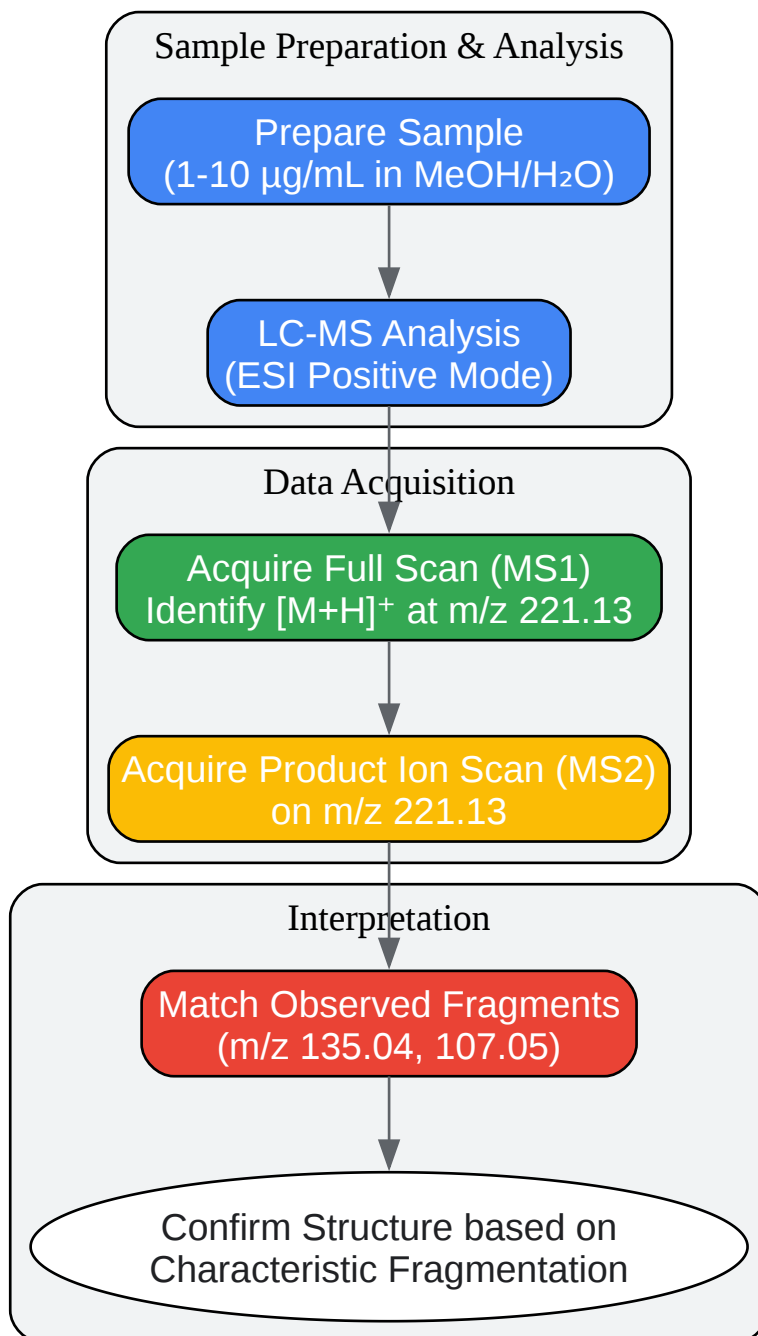 Sample Preparation & Analysis
Prepare Sample
(1-10 µg/mL in MeOH/H₂O)
LC-MS Analysis
(ESI Positive Mode)
Data Acquisition
Acquire Full Scan (MS1)
Identify [M+H]⁺ at m/z 221.13
Acquire Product Ion Scan (MS2)
on m/z 221.13
Interpretation
Match Observed Fragments
(m/z 135.04, 107.05)
Confirm Structure based on
Characteristic Fragmentation